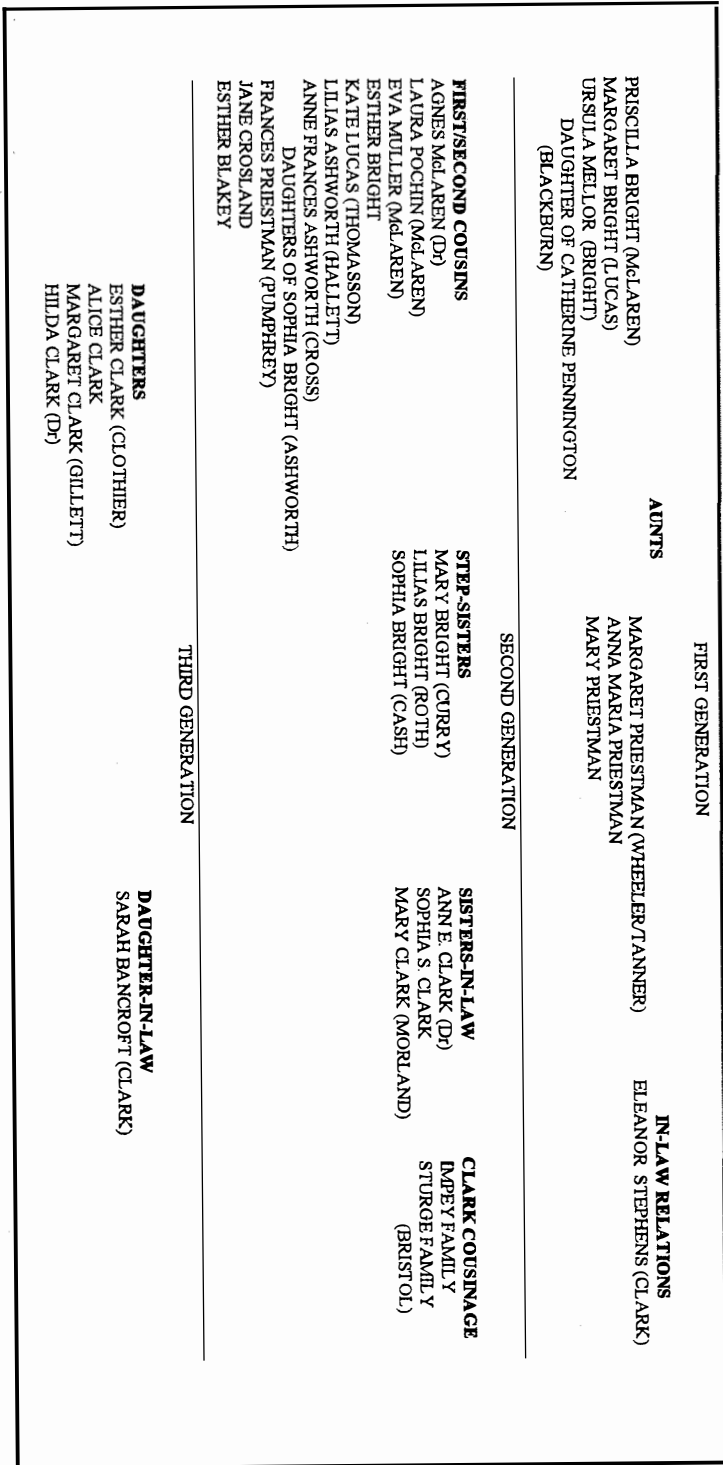 FIRST GENERATION
AUNTS
PRISCILLA BRIGHT (McLAREN)
MARGARET BRIGHT (LUCAS)
URSULA MELLOR (BRIGHT)
DAUGHTER OF CATHERINE PENNINGTON
(BLACKBURN)
MARGARET PRIESTMAN (WHEELER/TANNER)
ANNA MARIA PRIESTMAN
MARY PRIESTMAN
IN-LAW RELATIONS
ELEANOR STEPHENS (CLARK)
SECOND GENERATION
FIRST/SECOND COUSINS
AGNES McLAREN (Dr)
LAURA POCHIN (McLAREN)
EVA MULLER (McLAREN)
ESTHER BRIGHT
KATE LUCAS (THOMASSON)
LILIAS ASHWORTH (HALLETT)
ANNE FRANCES ASHWORTH (CROSS)
DAUGHTERS OF SOPHIA BRIGHT (ASHWORTH)
FRANCES PRIESTMAN (PUMPHREY)
JANE CROSLAND
ESTHER BLAKEY
STEP-SISTERS
MARY BRIGHT (CURRY)
LILIAS BRIGHT (ROTH)
SOPHIA BRIGHT (CASH)
SISTERS-IN-LAW
ANN E. CLARK (Dr)
SOPHIA S. CLARK
MARY CLARK (MORLAND)
CLARK COUSINAGE
IMPEY FAMILY
STURGE FAMILY
(BRISTOL)
THIRD GENERATION
DAUGHTERS
ESTHER CLARK (CLOTHIER)
ALICE CLARK
MARGARET CLARK (GILLETT)
HILDA CLARK (Dr)
DAUGHTER-IN-LAW
SARAH BANCROFT (CLARK)